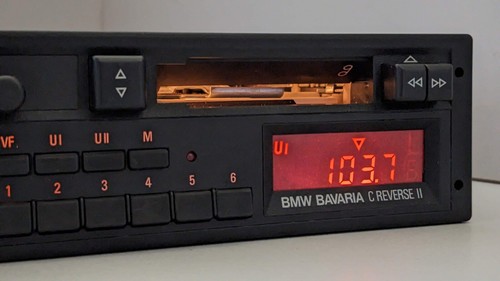 VF UI UII M
1 2 3 4 5 6
UI
103.7
BMW BAVARIA C REVERSE II